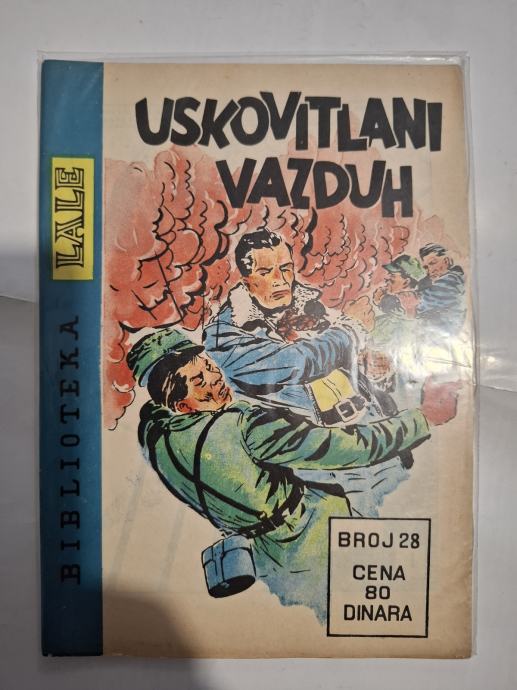 USKOVITLANI
VAZDUH
BIBLIOTEKA LALE
BROJ 28
CENA
80
DINARA